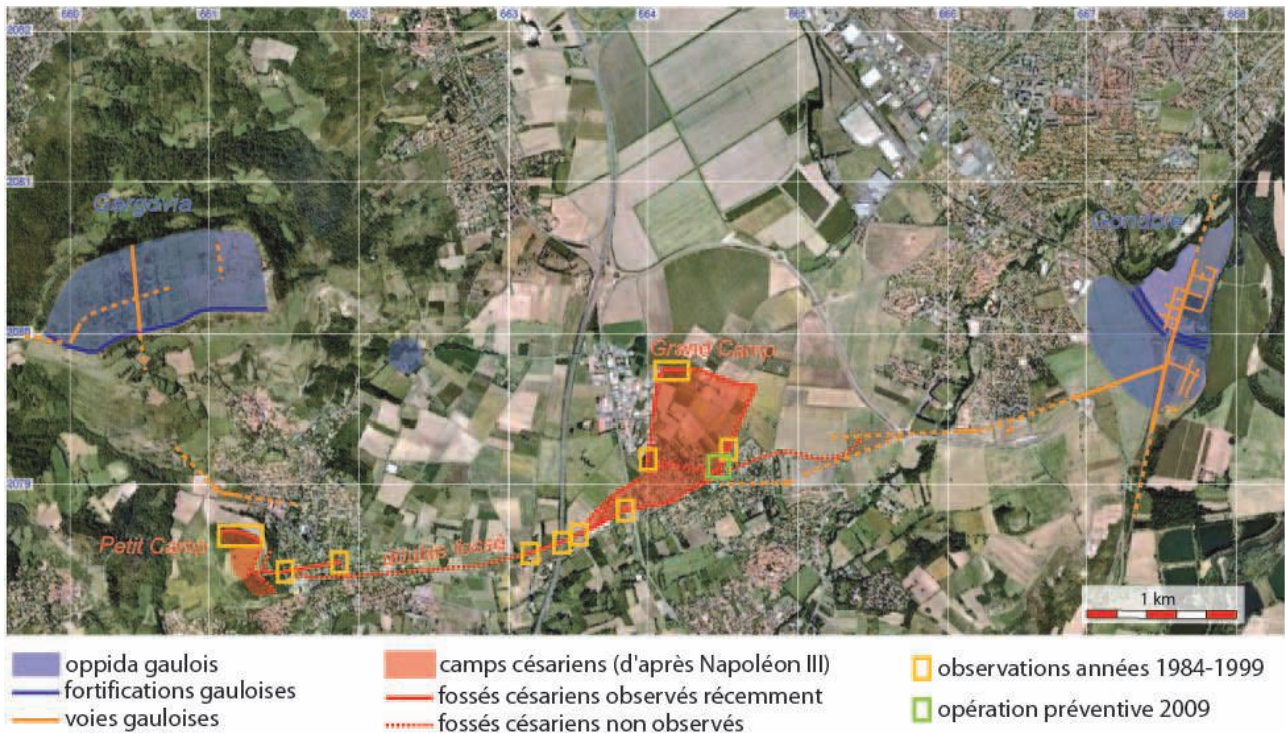 660 661 662 663 664 665 666 667 668
2082
2081
Gergovia
Gondole
2080
Grand Camp
2079
Petit Camp
double fossé
1 km
oppida gaulois
camps césariens (d'après Napoléon III)
observations années 1984-1999
fortifications gauloises
fossés césariens observés récemment
voies gauloises
opération préventive 2009
fossés césariens non observés